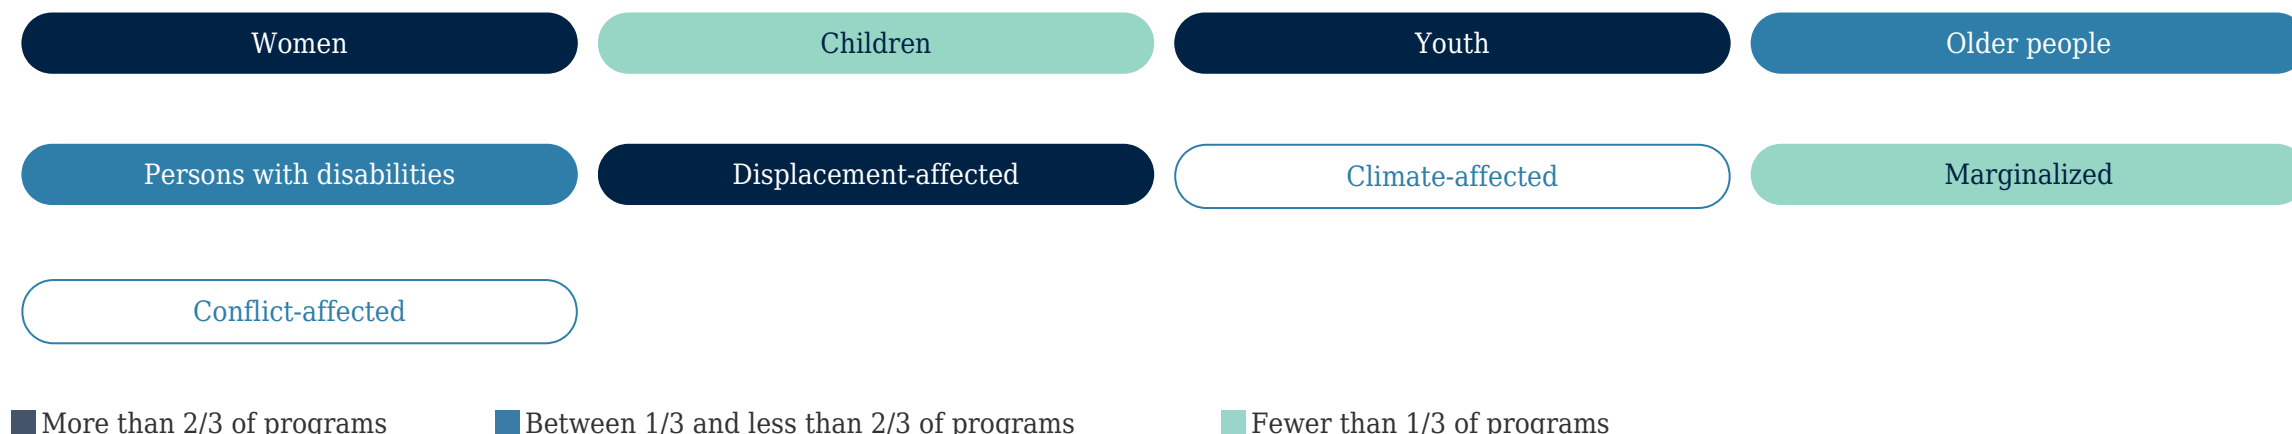 Women Children Youth Older people
Persons with disabilities Displacement-affected Climate-affected Marginalized
Conflict-affected
More than 2/3 of programs Between 1/3 and less than 2/3 of programs Fewer than 1/3 of programs